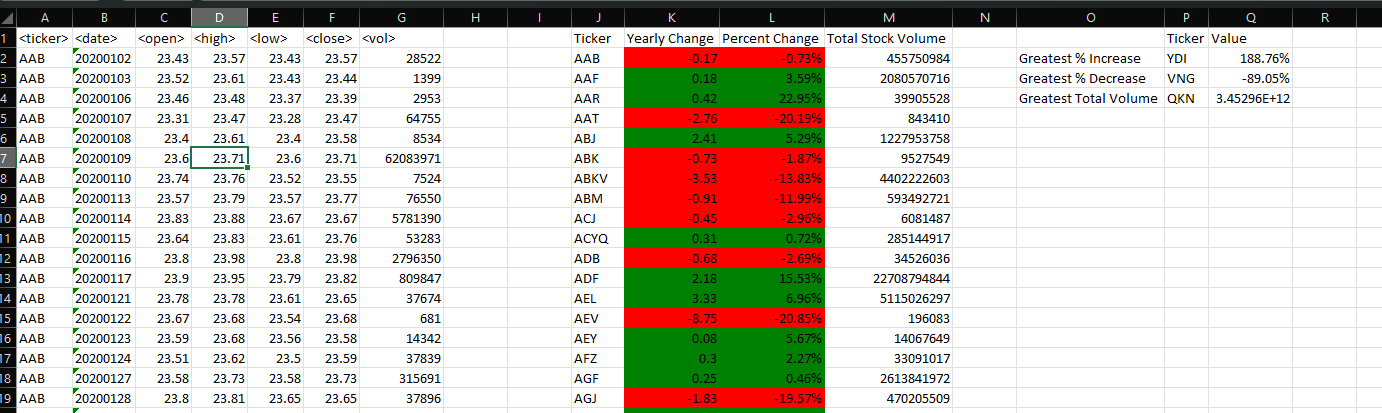 A B C D E F G H I J K L M N O P Q R
1 <ticker> <date> <open> <high> <low> <close> <vol> Ticker Yearly Change Percent Change Total Stock Volume Ticker Value
2 AAB 20200102 23.43 23.57 23.43 23.57 28522 AAB -0.17 -0.73% 455750984 Greatest % Increase YDI 188.76%
3 AAB 20200103 23.52 23.61 23.43 23.44 1399 AAF 0.18 3.59% 2080570716 Greatest % Decrease VNG -89.05%
4 AAB 20200106 23.46 23.48 23.37 23.39 2953 AAR 0.42 22.95% 39905528 Greatest Total Volume QKN 3.45296E+12
5 AAB 20200107 23.31 23.47 23.28 23.47 64755 AAT -2.76 -20.19% 843410
6 AAB 20200108 23.4 23.61 23.4 23.58 8534 ABJ 2.41 5.29% 1227953758
7 AAB 20200109 23.6 23.71 23.6 23.71 62083971 ABK -0.73 -1.87% 9527549
8 AAB 20200110 23.74 23.76 23.52 23.55 7524 ABKV -3.53 -13.83% 4402222603
9 AAB 20200113 23.57 23.79 23.57 23.77 76550 ABM -0.91 -11.99% 593492721
10 AAB 20200114 23.83 23.88 23.67 23.67 5781390 ACJ -0.45 -2.96% 6081487
11 AAB 20200115 23.64 23.83 23.61 23.76 53283 ACYQ 0.31 0.72% 285144917
12 AAB 20200116 23.8 23.98 23.8 23.98 2796350 ADB -0.68 -2.69% 34526036
13 AAB 20200117 23.9 23.95 23.79 23.82 809847 ADF 2.18 15.53% 22708794844
14 AAB 20200121 23.78 23.78 23.61 23.65 37674 AEL 3.33 6.96% 5115026297
15 AAB 20200122 23.67 23.68 23.54 23.68 681 AEV -8.75 -20.85% 196083
16 AAB 20200123 23.59 23.68 23.56 23.59 14342 AEY 0.08 5.67% 14067649
17 AAB 20200124 23.51 23.62 23.5 23.59 37839 AFZ 0.3 2.27% 33091017
18 AAB 20200127 23.58 23.73 23.58 23.73 315691 AGF 0.25 0.46% 2613841972
19 AAB 20200128 23.8 23.81 23.65 23.65 37896 AGJ -1.83 -19.57% 470205509